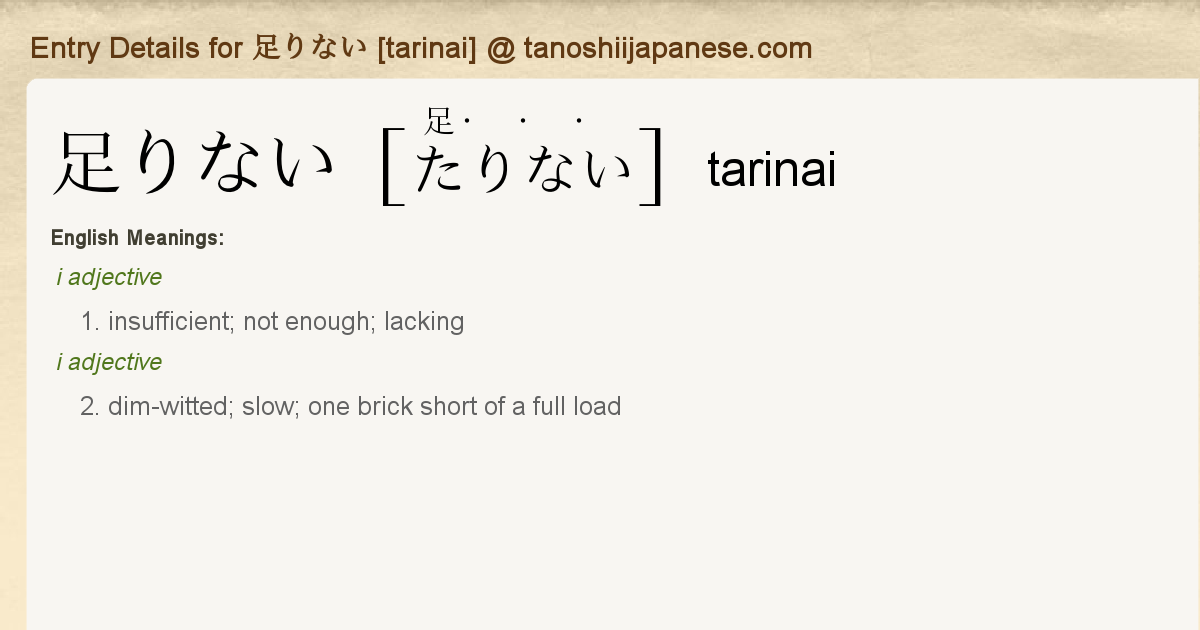 Entry Details for 足りない [tarinai] @ tanoshiijapanese.com
足・ ・ ・
足りない [たりない] tarinai
English Meanings:
i adjective
1. insufficient; not enough; lacking
i adjective
2. dim-witted; slow; one brick short of a full load